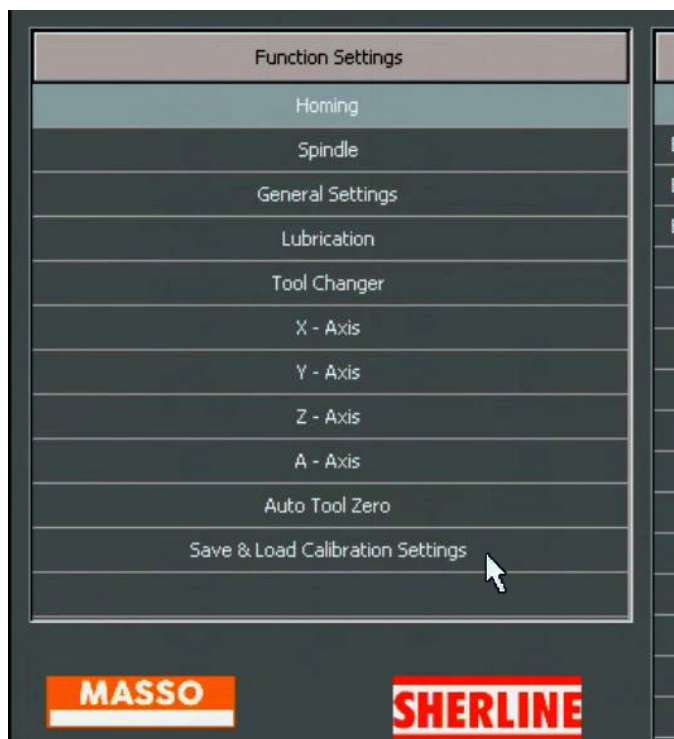 Function Settings
Homing
Spindle
General Settings
Lubrication
Tool Changer
X - Axis
Y - Axis
Z - Axis
A - Axis
Auto Tool Zero
Save & Load Calibration Settings
MASSO
SHERLINE